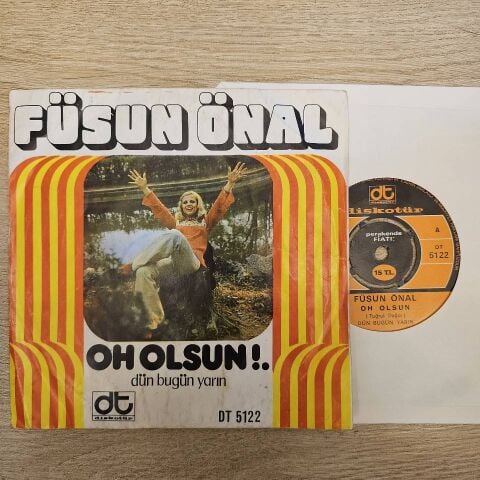 FÜSUN ÖNAL
OH OLSUN!.
dün bugün yarın
dt
diskotür
DT 5122
dt
diskotür
perakende
FİATI:
15 TL.
A
DT
5122
FÜSUN ÖNAL
OH OLSUN
DÜN BUGÜN YARIN